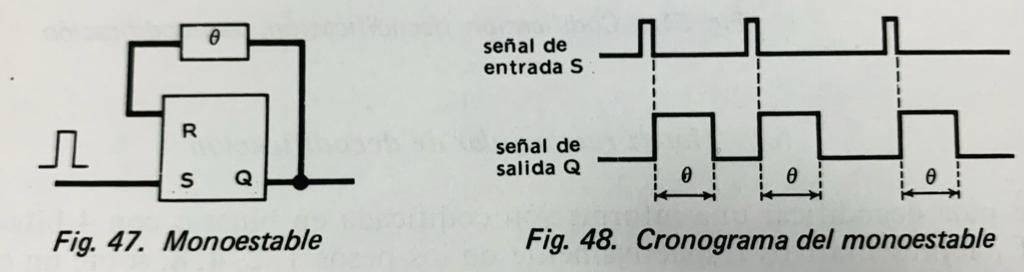 θ
R
S Q
Fig. 47. Monoestable
señal de
entrada S
señal de
salida Q
θ θ θ
Fig. 48. Cronograma del monoestable